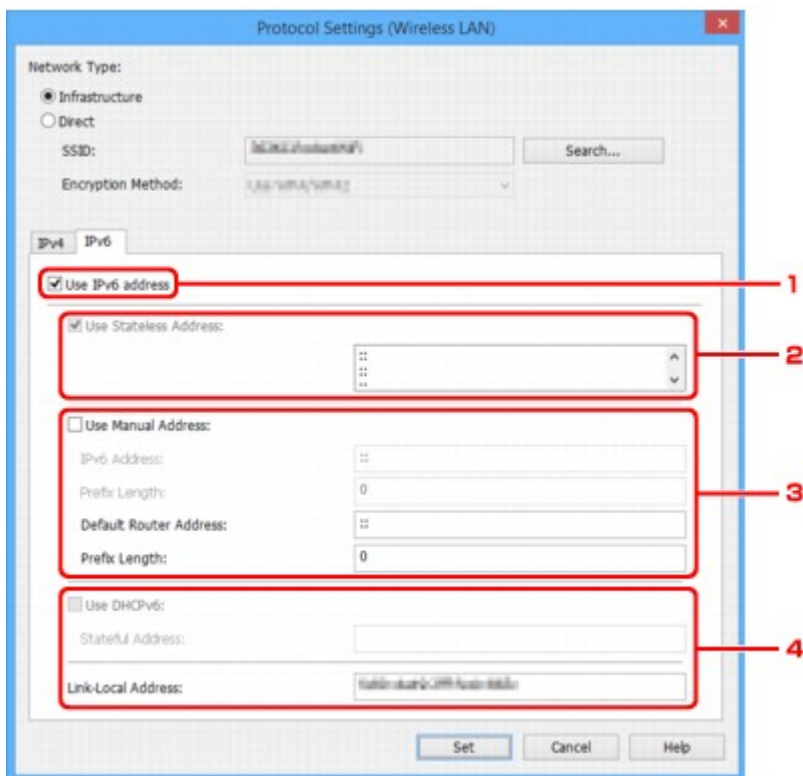 Protocol Settings (Wireless LAN)
Network Type:
Infrastructure
Direct
SSID:
Search...
Encryption Method:
IPv4 IPv6
Use IPv6 address
1
Use Stateless Address:
2
::
::
::
Use Manual Address:
IPv6 Address: ::
Prefix Length: 0
3
Default Router Address: ::
Prefix Length: 0
Use DHCPv6:
Stateful Address:
4
Link-Local Address:
Set Cancel Help